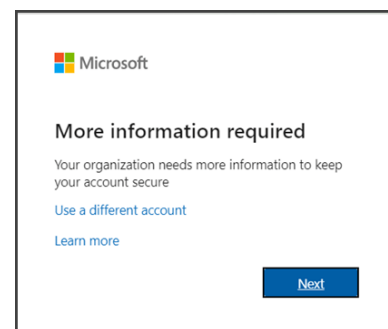 Microsoft
More information required
Your organization needs more information to keep
your account secure
Use a different account
Learn more
Next